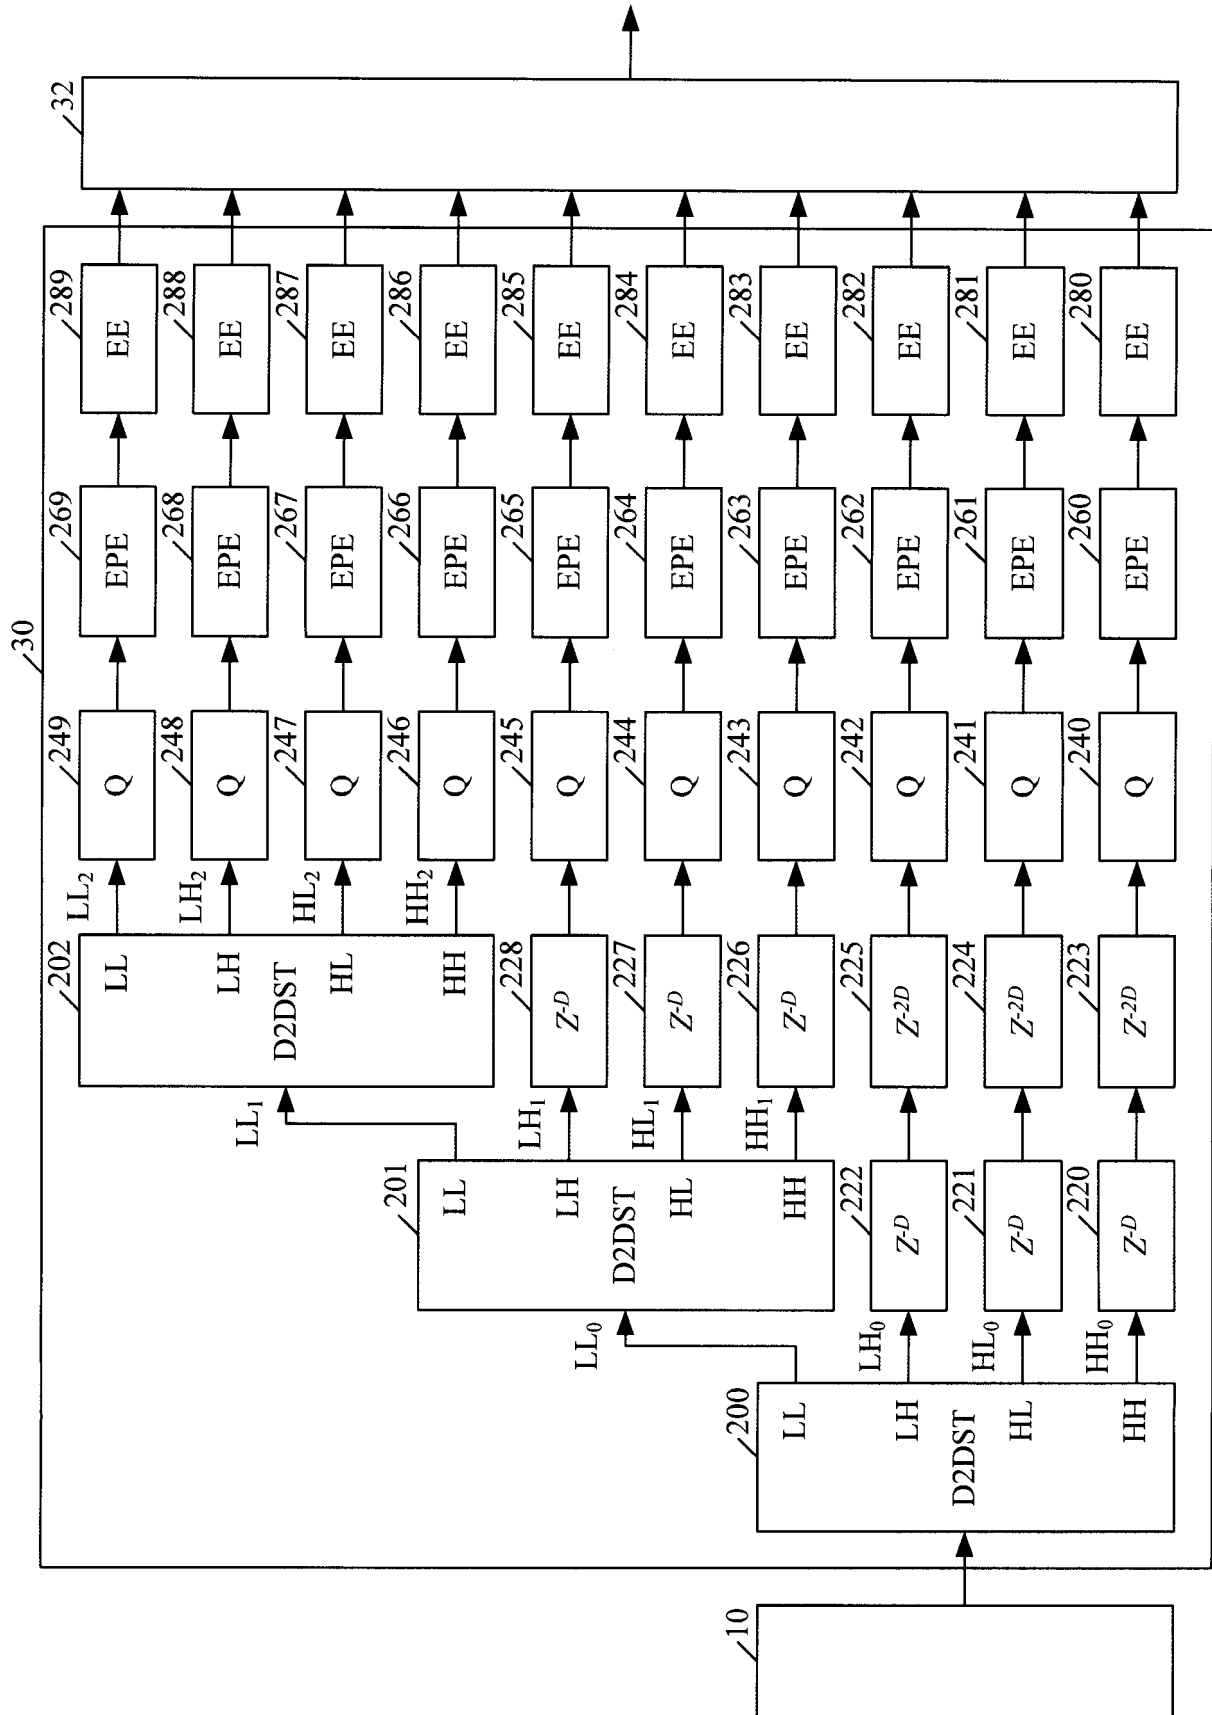 10
30
32
200
D2DST
LL
LH
HL
HH
LL₀
LH₀
HL₀
HH₀
201
D2DST
LL
LH
HL
HH
222
Z⁻ᴰ
221
Z⁻ᴰ
220
Z⁻ᴰ
LL₁
LH₁
HL₁
HH₁
202
D2DST
LL
LH
HL
HH
228
Z⁻ᴰ
227
Z⁻ᴰ
226
Z⁻ᴰ
225
Z⁻²ᴰ
224
Z⁻²ᴰ
223
Z⁻²ᴰ
LL₂
LH₂
HL₂
HH₂
249
Q
248
Q
247
Q
246
Q
245
Q
244
Q
243
Q
242
Q
241
Q
240
Q
269
EPE
268
EPE
267
EPE
266
EPE
265
EPE
264
EPE
263
EPE
262
EPE
261
EPE
260
EPE
289
EE
288
EE
287
EE
286
EE
285
EE
284
EE
283
EE
282
EE
281
EE
280
EE